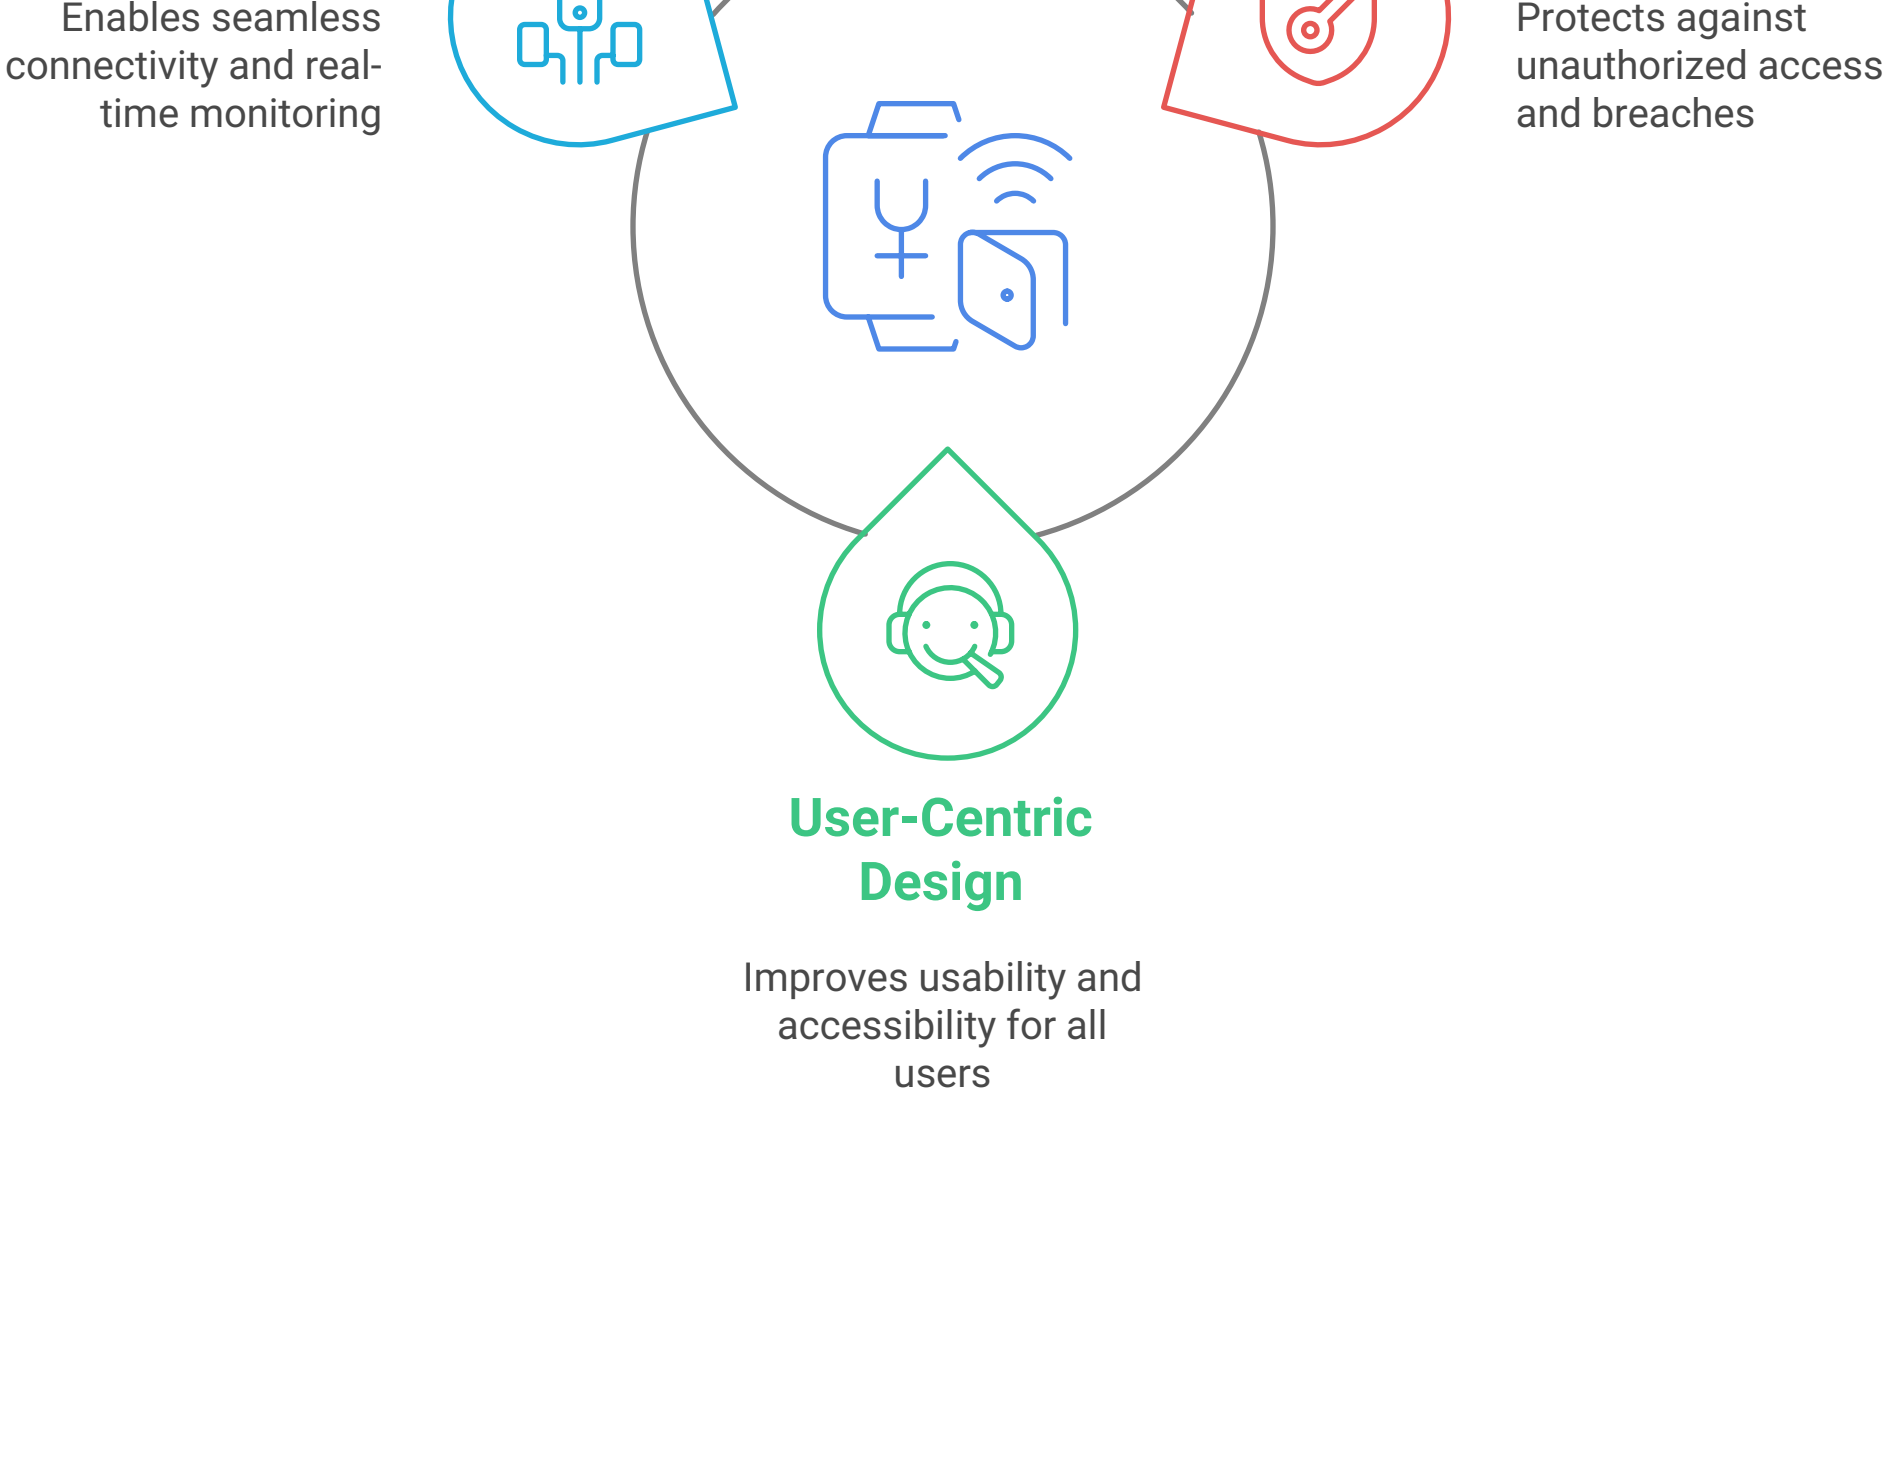 Enables seamless
connectivity and real-
time monitoring
Protects against
unauthorized access
and breaches
User-Centric
Design
Improves usability and
accessibility for all
users